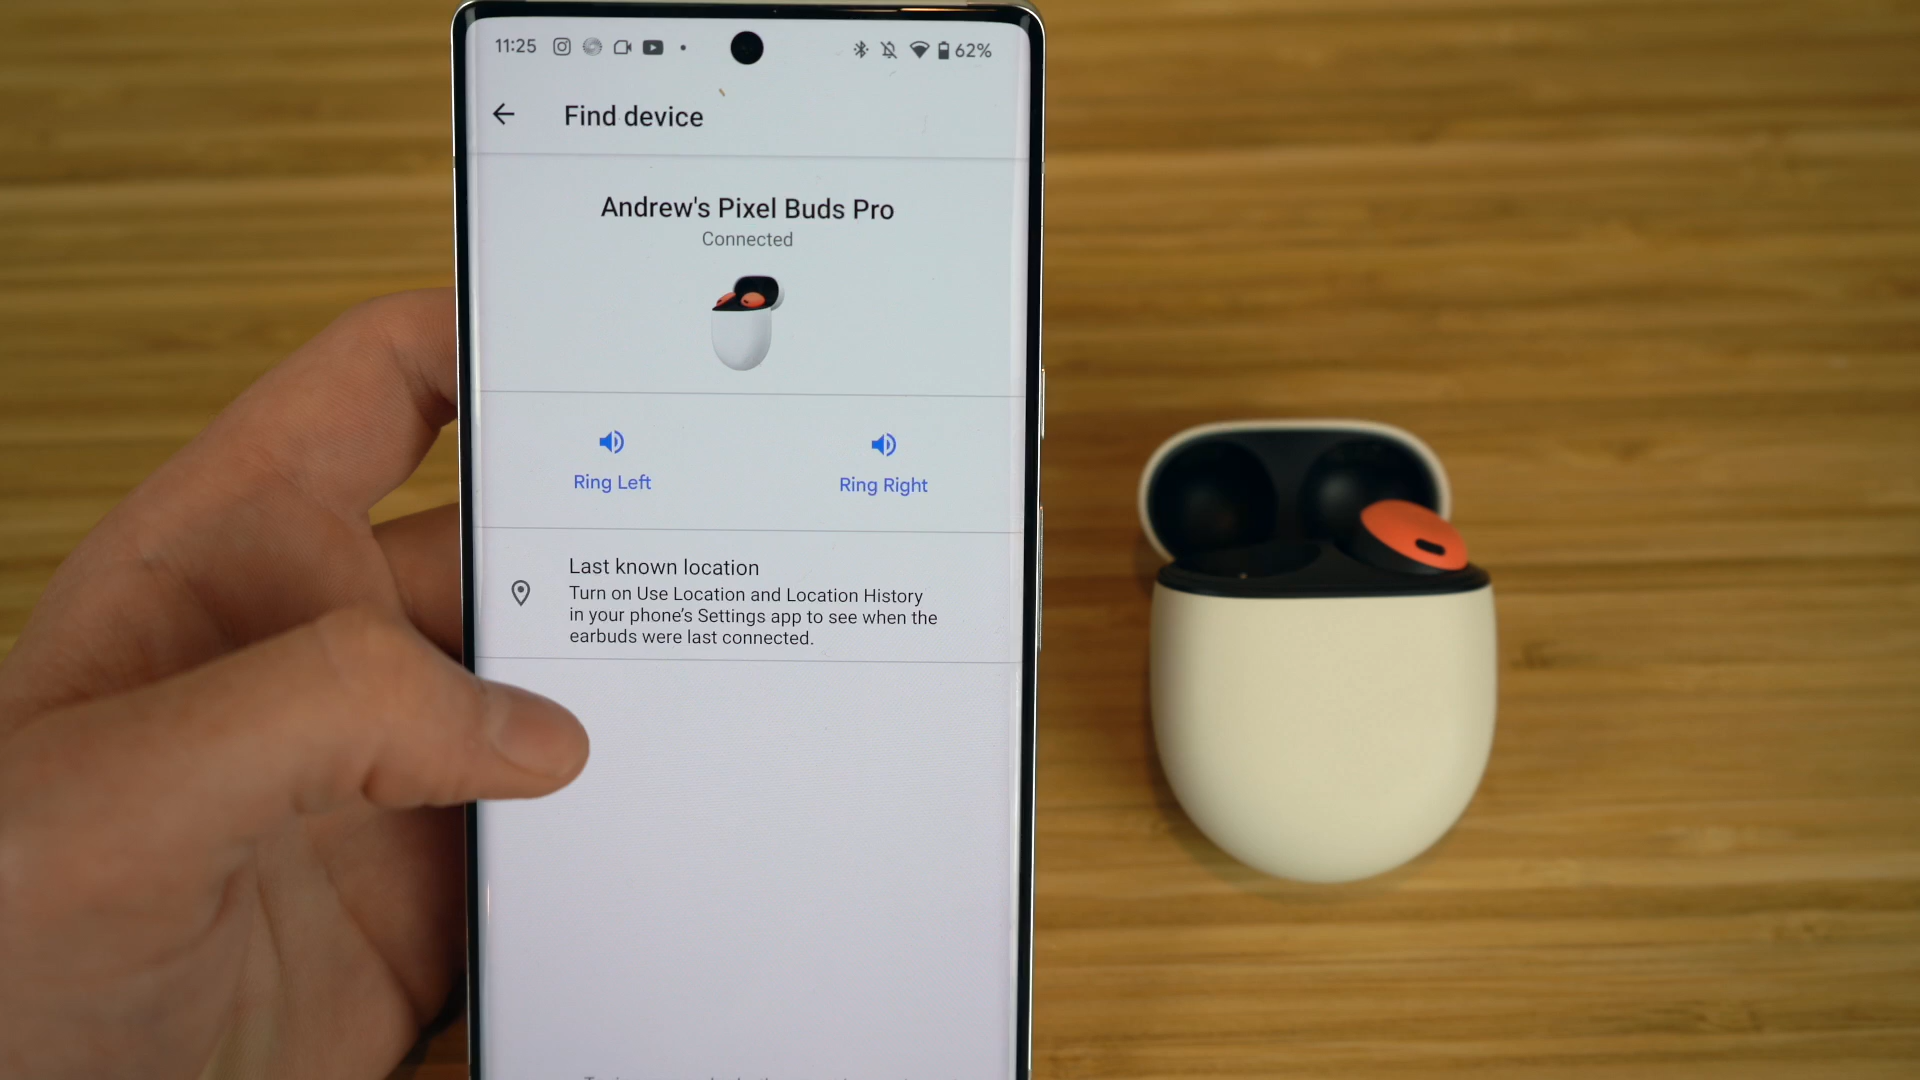 11:25
62%
Find device
Andrew's Pixel Buds Pro
Connected
Ring Left
Ring Right
Last known location
Turn on Use Location and Location History
in your phone's Settings app to see when the
earbuds were last connected.